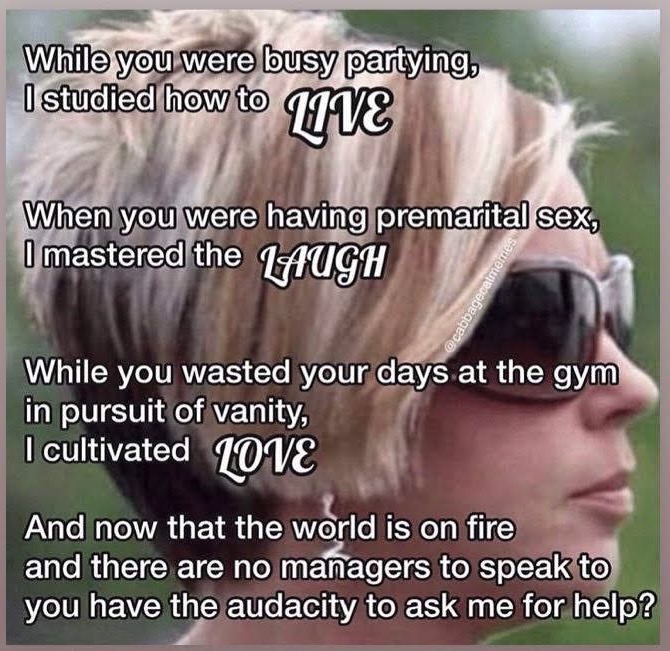 While you were busy partying,
I studied how to LIVE
When you were having premarital sex,
I mastered the LAUGH
@cabbagecatmemes
While you wasted your days at the gym
in pursuit of vanity,
I cultivated LOVE
And now that the world is on fire
and there are no managers to speak to
you have the audacity to ask me for help?